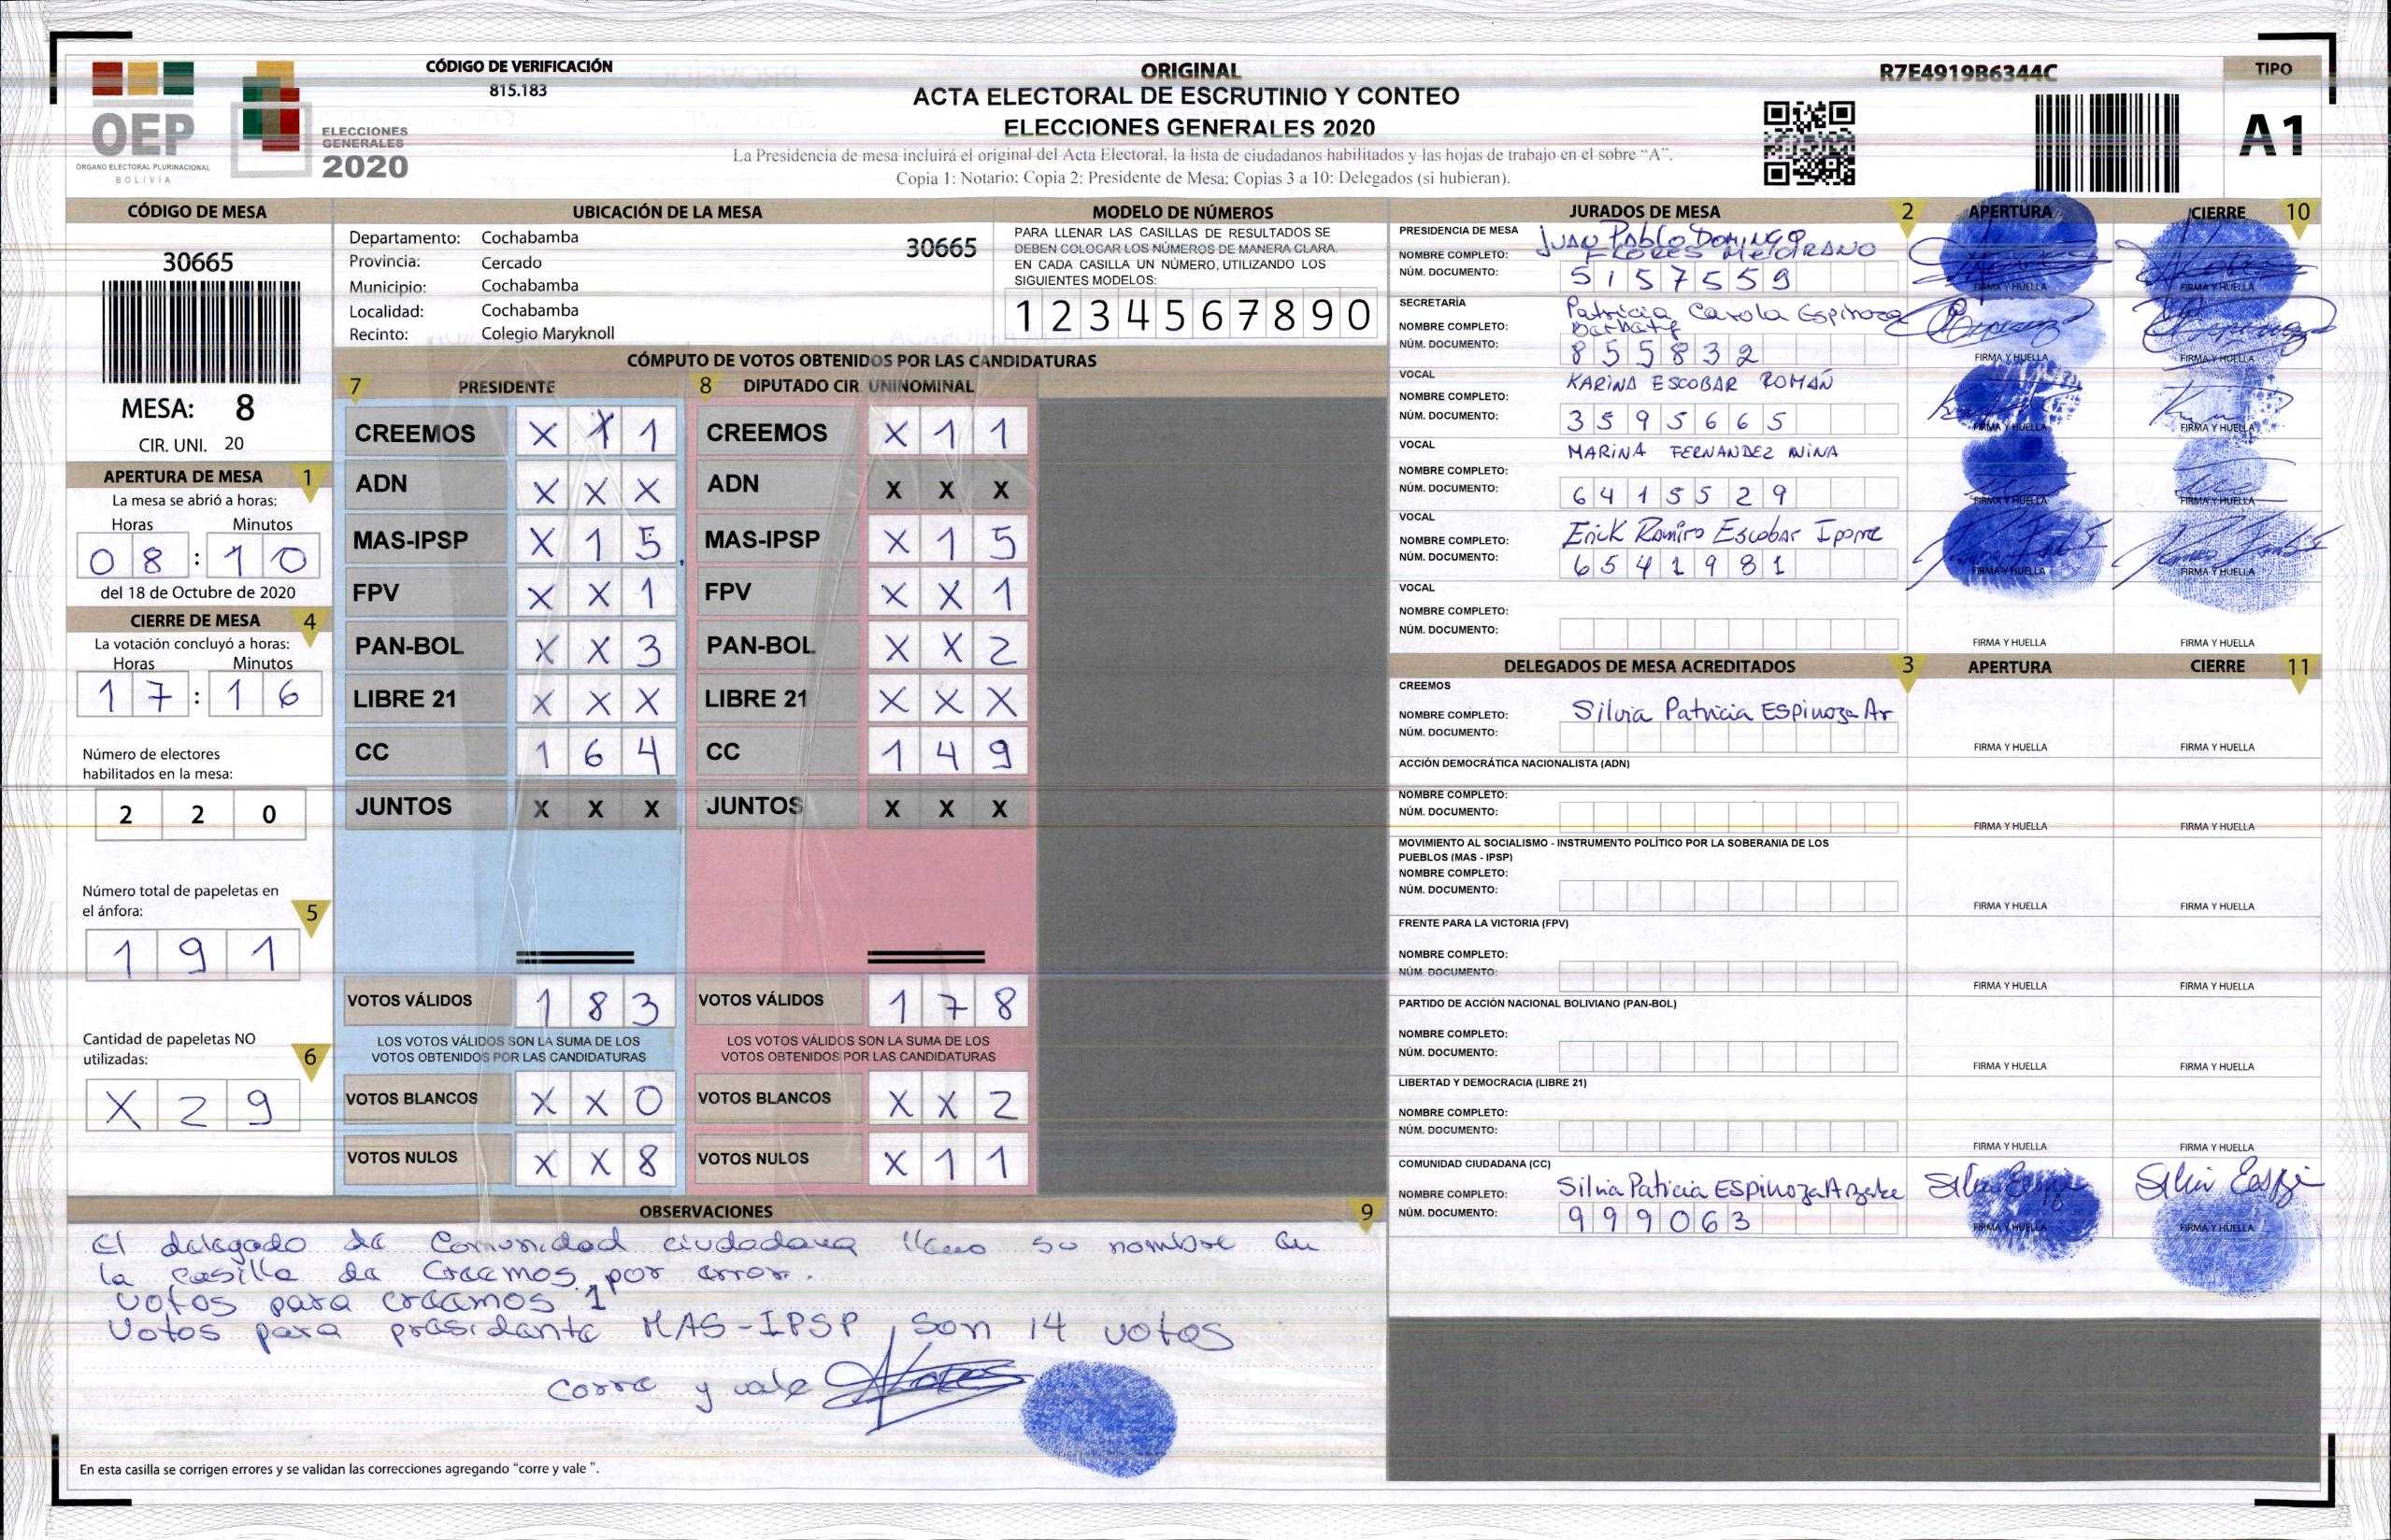 CÓDIGO DE VERIFICACIÓN
815.183
OEP
ORGANO ELECTORAL PLURINACIONAL
BOLIVIA
ELECCIONES
GENERALES
2020
ORIGINAL
ACTA ELECTORAL DE ESCRUTINIO Y CONTEO
ELECCIONES GENERALES 2020
La Presidencia de mesa incluirá el original del Acta Electoral, la lista de ciudadanos habilitados y las hojas de trabajo en el sobre “A”.
Copia 1: Notario; Copia 2: Presidente de Mesa; Copias 3 a 10: Delegados (si hubieran).
R7E4919B6344C
TIPO
A1
CÓDIGO DE MESA
30665
MESA: 8
CIR. UNI. 20
APERTURA DE MESA 1
La mesa se abrió a horas:
Horas Minutos
08:10
del 18 de Octubre de 2020
CIERRE DE MESA 4
La votación concluyó a horas:
Horas Minutos
17:16
Número de electores
habilitados en la mesa:
2 2 0
Número total de papeletas en
el ánfora: 5
1 9 1
Cantidad de papeletas NO
utilizadas: 6
X 2 9
UBICACIÓN DE LA MESA
Departamento: Cochabamba 30665
Provincia: Cercado
Municipio: Cochabamba
Localidad: Cochabamba
Recinto: Colegio Maryknoll
MODELO DE NÚMEROS
PARA LLENAR LAS CASILLAS DE RESULTADOS SE
DEBEN COLOCAR LOS NÚMEROS DE MANERA CLARA.
EN CADA CASILLA UN NÚMERO, UTILIZANDO LOS
SIGUIENTES MODELOS:
1 2 3 4 5 6 7 8 9 0
CÓMPUTO DE VOTOS OBTENIDOS POR LAS CANDIDATURAS
7 PRESIDENTE 8 DIPUTADO CIR. UNINOMINAL
CREEMOS X X 1 CREEMOS X 1 1
ADN X X X ADN X X X
MAS-IPSP X 1 5 MAS-IPSP X 1 5
FPV X X 1 FPV X X 1
PAN-BOL X X 3 PAN-BOL X X 2
LIBRE 21 X X X LIBRE 21 X X X
CC 1 6 4 CC 1 4 9
JUNTOS X X X JUNTOS X X X
VOTOS VÁLIDOS 1 8 3 VOTOS VÁLIDOS 1 7 8
LOS VOTOS VÁLIDOS SON LA SUMA DE LOS LOS VOTOS VÁLIDOS SON LA SUMA DE LOS
VOTOS OBTENIDOS POR LAS CANDIDATURAS VOTOS OBTENIDOS POR LAS CANDIDATURAS
VOTOS BLANCOS X X 0 VOTOS BLANCOS X X 2
VOTOS NULOS X X 8 VOTOS NULOS X 1 1
OBSERVACIONES 9
El delegado de Comunidad ciudadana lleno su nombre en
la casilla de Creemos por error.
Votos para creemos 1
Votos para presidente MAS-IPSP, son 14 votos
corre y vale
En esta casilla se corrigen errores y se validan las correcciones agregando “corre y vale ”.
JURADOS DE MESA 2 APERTURA CIERRE 10
PRESIDENCIA DE MESA
NOMBRE COMPLETO: JUAN PABLO DOMINGO
FLORES MEDRANO
NÚM. DOCUMENTO: 5157559
FIRMA Y HUELLA FIRMA Y HUELLA
SECRETARÍA
NOMBRE COMPLETO: Patricia Carola Espinoza
NÚM. DOCUMENTO: 855832
FIRMA Y HUELLA FIRMA Y HUELLA
VOCAL
NOMBRE COMPLETO: KARINA ESCOBAR ROMAN
NÚM. DOCUMENTO: 3595665
FIRMA Y HUELLA FIRMA Y HUELLA
VOCAL
NOMBRE COMPLETO: MARINA FERNANDEZ NINA
NÚM. DOCUMENTO: 6415529
FIRMA Y HUELLA FIRMA Y HUELLA
VOCAL
NOMBRE COMPLETO: Erick Ramiro Escobar Iporre
NÚM. DOCUMENTO: 6541981
FIRMA Y HUELLA FIRMA Y HUELLA
VOCAL
NOMBRE COMPLETO:
NÚM. DOCUMENTO:
FIRMA Y HUELLA FIRMA Y HUELLA
DELEGADOS DE MESA ACREDITADOS 3 APERTURA CIERRE 11
CREEMOS
NOMBRE COMPLETO: Silvia Patricia ESPinoza Ar
NÚM. DOCUMENTO:
FIRMA Y HUELLA FIRMA Y HUELLA
ACCIÓN DEMOCRÁTICA NACIONALISTA (ADN)
NOMBRE COMPLETO:
NÚM. DOCUMENTO:
FIRMA Y HUELLA FIRMA Y HUELLA
MOVIMIENTO AL SOCIALISMO - INSTRUMENTO POLÍTICO POR LA SOBERANIA DE LOS
PUEBLOS (MAS - IPSP)
NOMBRE COMPLETO:
NÚM. DOCUMENTO:
FIRMA Y HUELLA FIRMA Y HUELLA
FRENTE PARA LA VICTORIA (FPV)
NOMBRE COMPLETO:
NÚM. DOCUMENTO:
FIRMA Y HUELLA FIRMA Y HUELLA
PARTIDO DE ACCIÓN NACIONAL BOLIVIANO (PAN-BOL)
NOMBRE COMPLETO:
NÚM. DOCUMENTO:
FIRMA Y HUELLA FIRMA Y HUELLA
LIBERTAD Y DEMOCRACIA (LIBRE 21)
NOMBRE COMPLETO:
NÚM. DOCUMENTO:
FIRMA Y HUELLA FIRMA Y HUELLA
COMUNIDAD CIUDADANA (CC)
NOMBRE COMPLETO: Silvia Patricia ESPinoza
NÚM. DOCUMENTO: 999063
FIRMA Y HUELLA FIRMA Y HUELLA